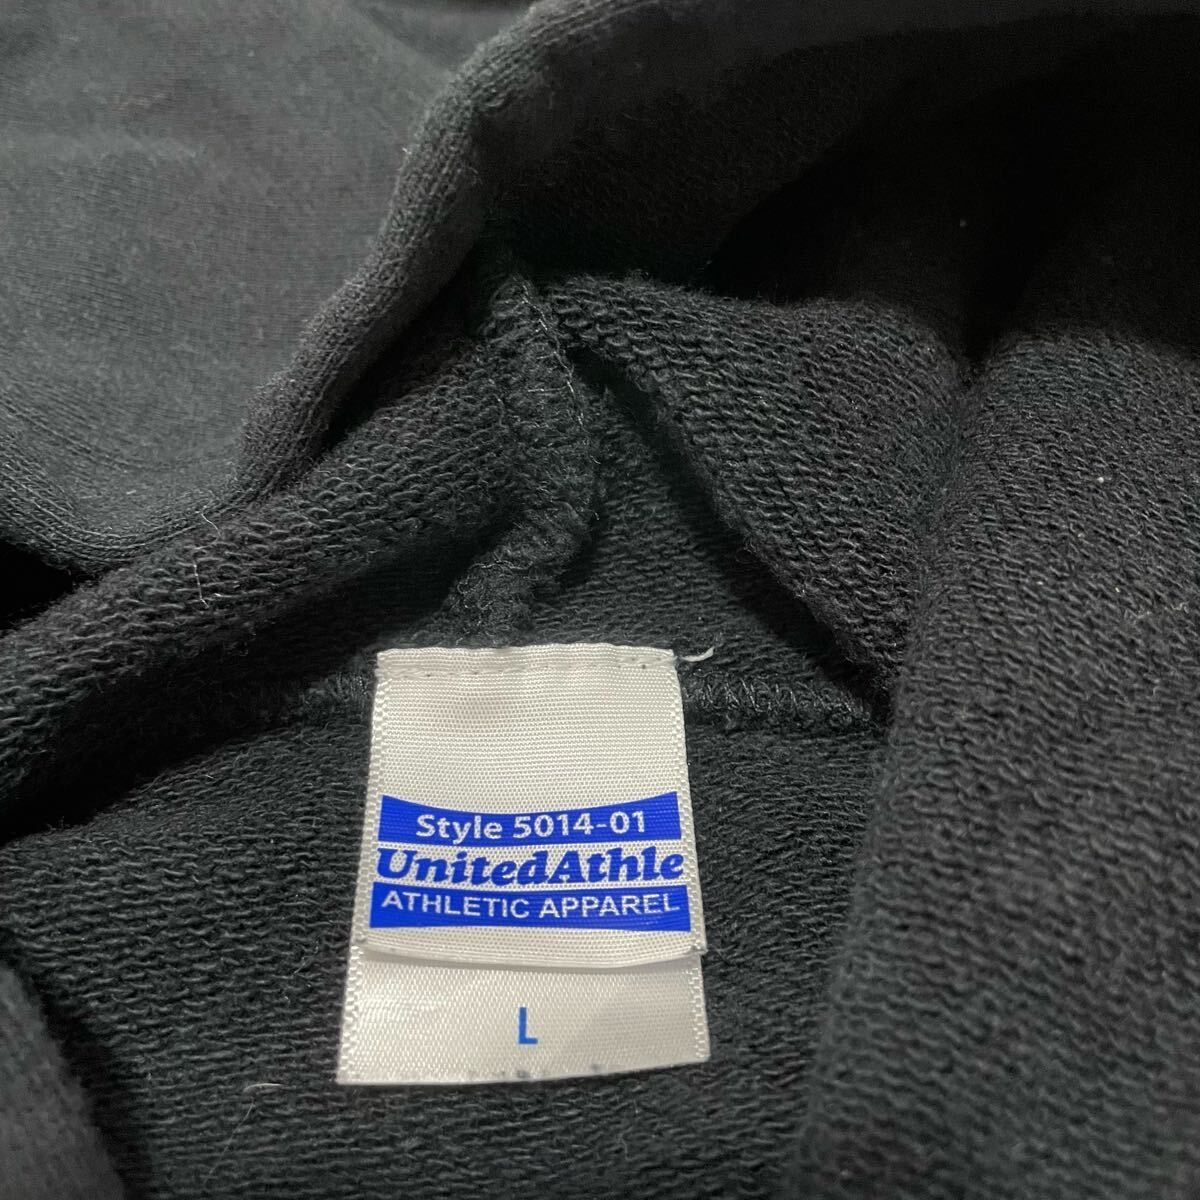 Style 5014-01
UnitedAthle
ATHLETIC APPAREL
L